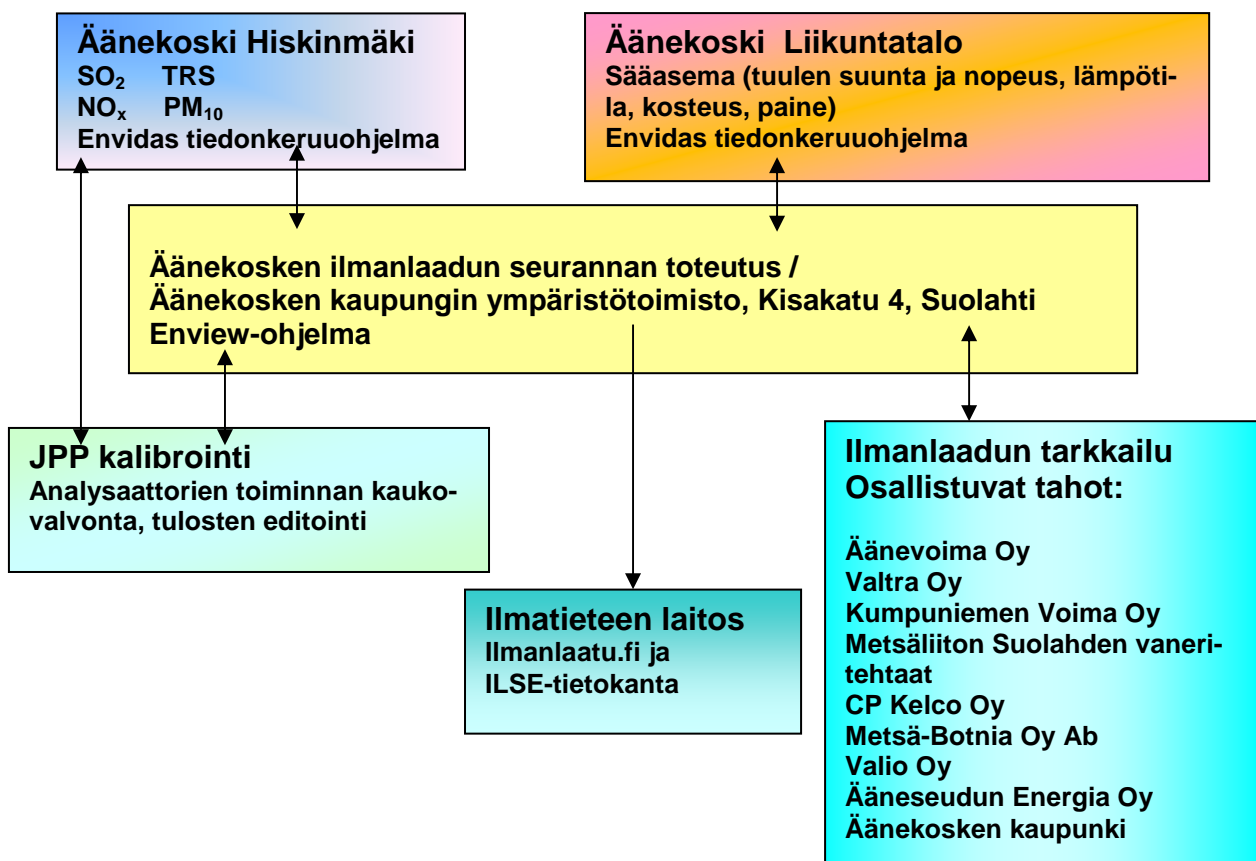 Äänekoski Hiskinmäki
SO₂ TRS
NOₓ PM₁₀
Envidas tiedonkeruuohjelma
Äänekoski Liikuntatalo
Sääasema (tuulen suunta ja nopeus, lämpöti-
la, kosteus, paine)
Envidas tiedonkeruuohjelma
Äänekosken ilmanlaadun seurannan toteutus /
Äänekosken kaupungin ympäristötoimisto, Kisakatu 4, Suolahti
Enview-ohjelma
JPP kalibrointi
Analysaattorien toiminnan kauko-
valvonta, tulosten editointi
Ilmatieteen laitos
Ilmanlaatu.fi ja
ILSE-tietokanta
Ilmanlaadun tarkkailu
Osallistuvat tahot:
Äänevoima Oy
Valtra Oy
Kumpuniemen Voima Oy
Metsäliiton Suolahden vaneri-
tehtaat
CP Kelco Oy
Metsä-Botnia Oy Ab
Valio Oy
Ääneseudun Energia Oy
Äänekosken kaupunki